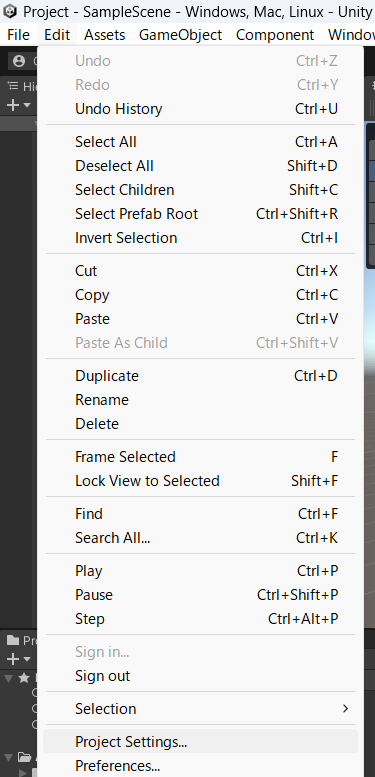 Project - SampleScene - Windows, Mac, Linux - Unity
File Edit Assets GameObject Component Window
Undo Ctrl+Z
Redo Ctrl+Y
Undo History Ctrl+U
Select All Ctrl+A
Deselect All Shift+D
Select Children Shift+C
Select Prefab Root Ctrl+Shift+R
Invert Selection Ctrl+I
Cut Ctrl+X
Copy Ctrl+C
Paste Ctrl+V
Paste As Child Ctrl+Shift+V
Duplicate Ctrl+D
Rename
Delete
Frame Selected F
Lock View to Selected Shift+F
Find Ctrl+F
Search All... Ctrl+K
Play Ctrl+P
Pause Ctrl+Shift+P
Step Ctrl+Alt+P
Sign in...
Sign out
Selection
Project Settings...
Preferences...